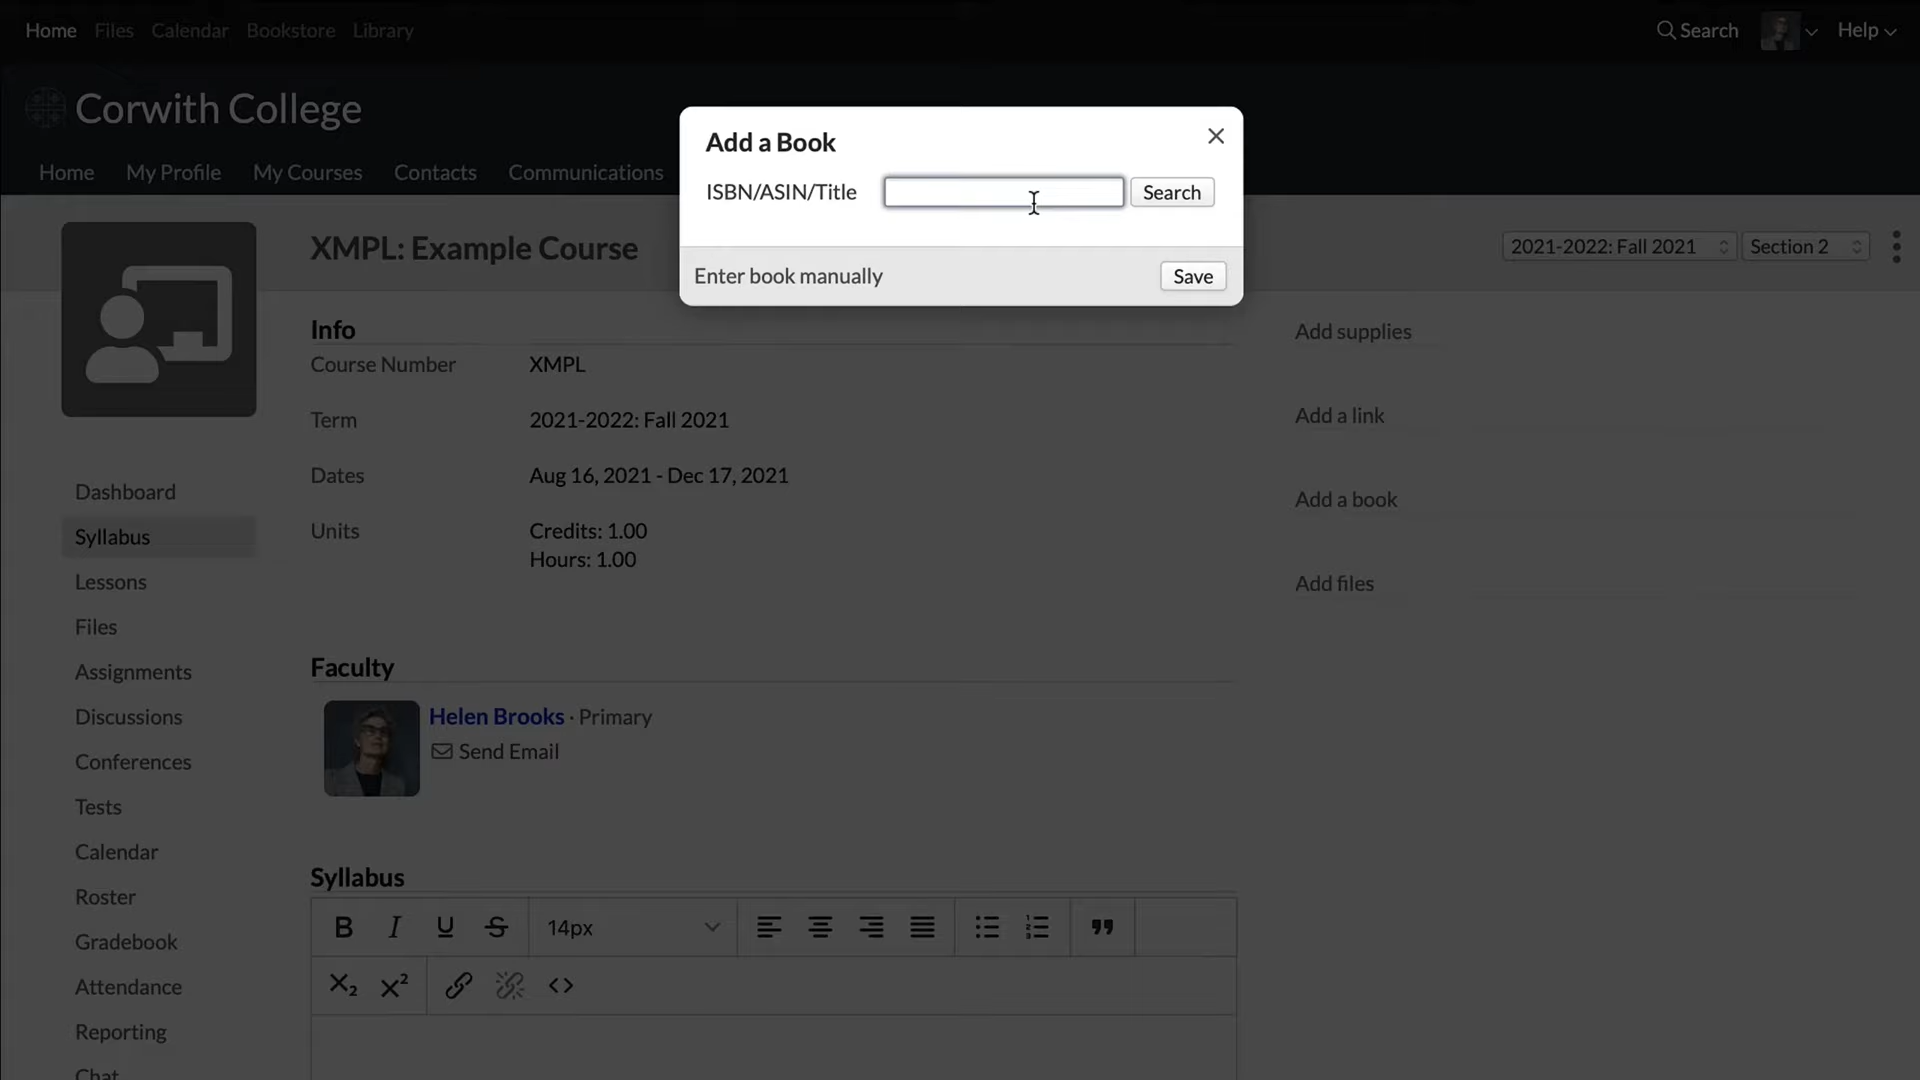 Home Files Calendar Bookstore Library Search Help
Corwith College
Home My Profile My Courses Contacts Communications
Add a Book
ISBN/ASIN/Title Search
Enter book manually Save
XMPL: Example Course 2021-2022: Fall 2021 Section 2
Dashboard
Syllabus
Lessons
Files
Assignments
Discussions
Conferences
Tests
Calendar
Roster
Gradebook
Attendance
Reporting
Chat
Info
Course Number XMPL
Term 2021-2022: Fall 2021
Dates Aug 16, 2021 - Dec 17, 2021
Units Credits: 1.00
Hours: 1.00
Faculty
Helen Brooks · Primary
Send Email
Syllabus
B I U S 14px
X₂ X²
Add supplies
Add a link
Add a book
Add files